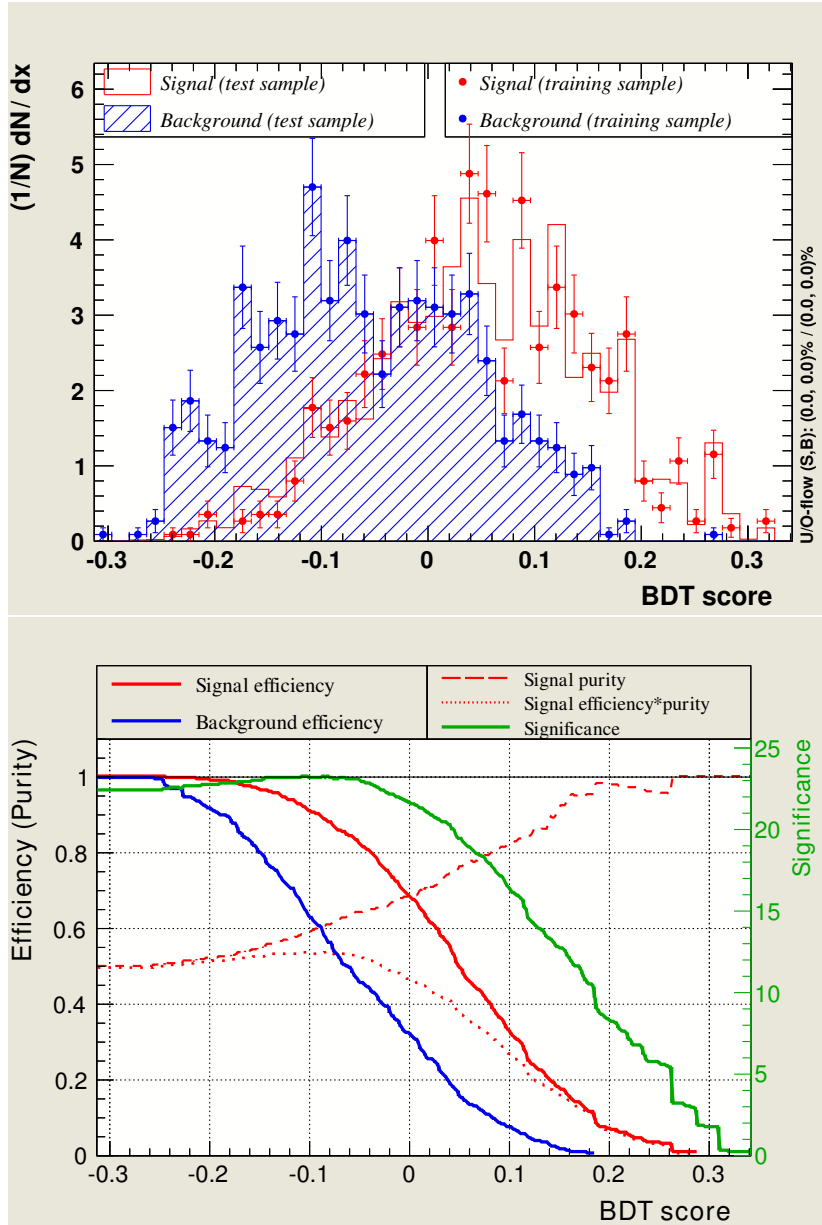 (1/N) dN / dx
6
5
4
3
2
1
0
Signal (test sample)
Background (test sample)
Signal (training sample)
Background (training sample)
-0.3 -0.2 -0.1 0 0.1 0.2 0.3
BDT score
U/O-flow (S,B): (0.0, 0.0)% / (0.0, 0.0)%
Signal efficiency
Background efficiency
Signal purity
Signal efficiency*purity
Significance
Efficiency (Purity)
1
0.8
0.6
0.4
0.2
0
25
20
15
10
5
0
Significance
-0.3 -0.2 -0.1 0 0.1 0.2 0.3
BDT score